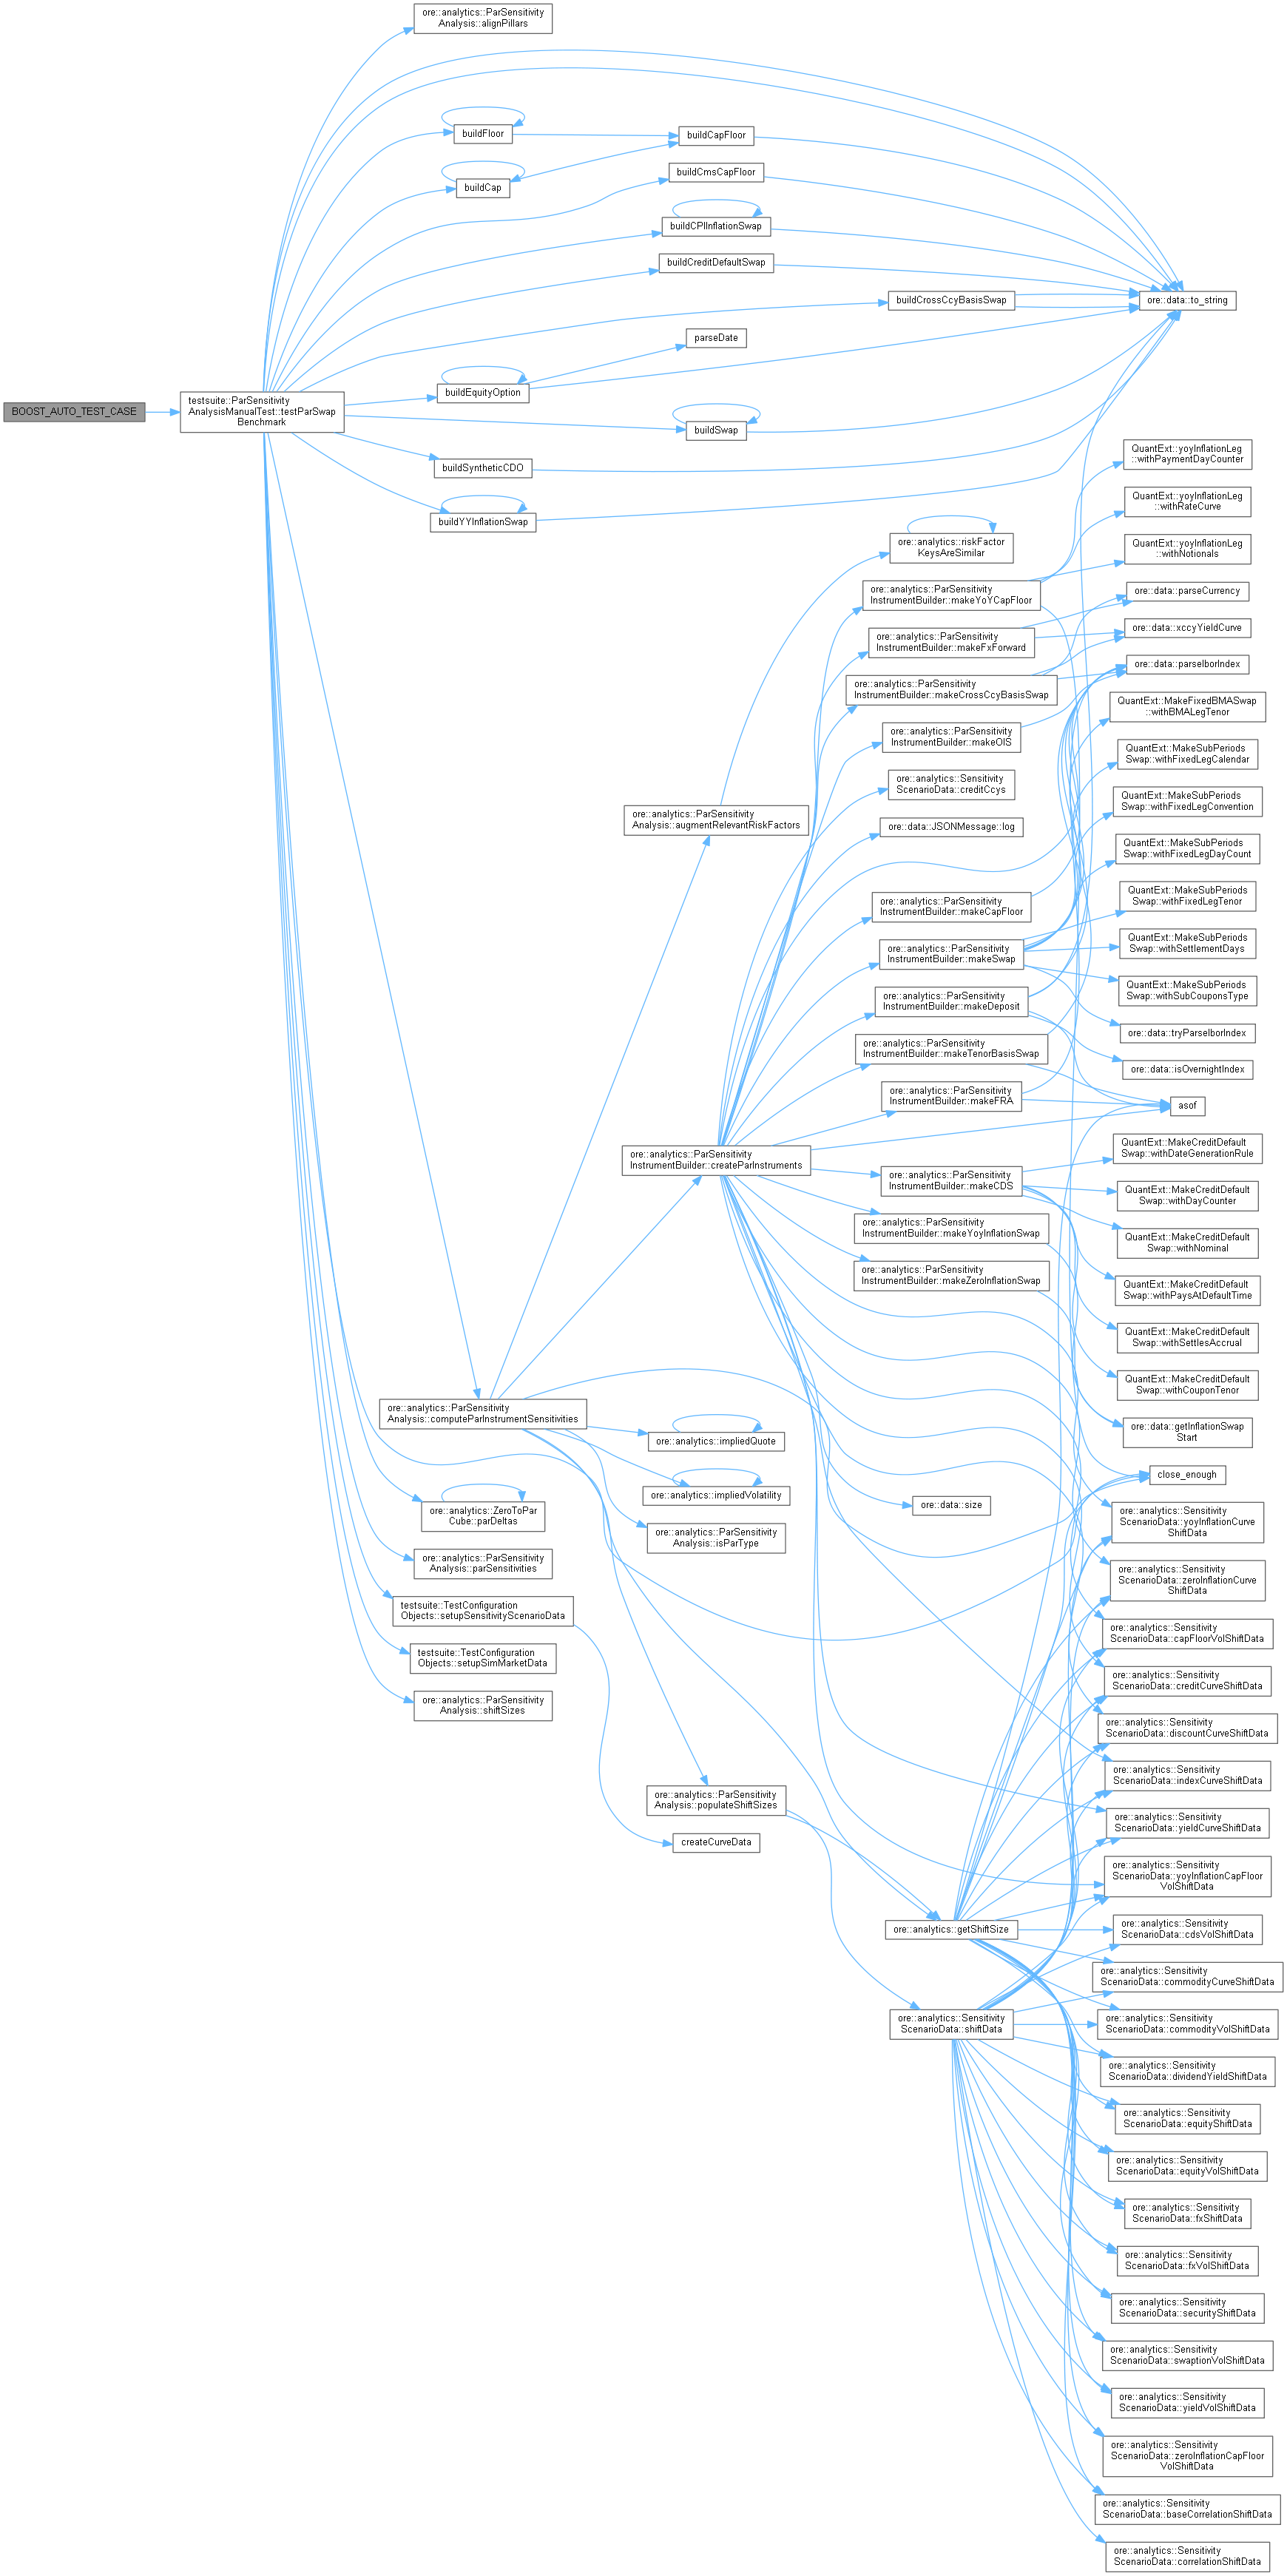 ore::analytics::ParSensitivity
Analysis::alignPillars
buildFloor
buildCapFloor
buildCmsCapFloor
buildCap
buildCPIInflationSwap
buildCreditDefaultSwap
buildCrossCcyBasisSwap
ore::data::to_string
parseDate
buildEquityOption
BOOST_AUTO_TEST_CASE
testsuite::ParSensitivity
AnalysisManualTest::testParSwap
Benchmark
buildSwap
buildSyntheticCDO
buildYYInflationSwap
QuantExt::yoyInflationLeg
::withPaymentDayCounter
QuantExt::yoyInflationLeg
::withRateCurve
ore::analytics::riskFactor
KeysAreSimilar
QuantExt::yoyInflationLeg
::withNotionals
ore::analytics::ParSensitivity
InstrumentBuilder::makeYoYCapFloor
ore::data::parseCurrency
ore::analytics::ParSensitivity
InstrumentBuilder::makeFxForward
ore::data::xccyYieldCurve
ore::data::parseIborIndex
ore::analytics::ParSensitivity
InstrumentBuilder::makeCrossCcyBasisSwap
QuantExt::MakeFixedBMASwap
::withBMALegTenor
ore::analytics::ParSensitivity
InstrumentBuilder::makeOIS
QuantExt::MakeSubPeriods
Swap::withFixedLegCalendar
ore::analytics::Sensitivity
ScenarioData::creditCcys
QuantExt::MakeSubPeriods
Swap::withFixedLegConvention
ore::analytics::ParSensitivity
Analysis::augmentRelevantRiskFactors
ore::data::JSONMessage::log
QuantExt::MakeSubPeriods
Swap::withFixedLegDayCount
ore::analytics::ParSensitivity
InstrumentBuilder::makeCapFloor
QuantExt::MakeSubPeriods
Swap::withFixedLegTenor
ore::analytics::ParSensitivity
InstrumentBuilder::makeSwap
QuantExt::MakeSubPeriods
Swap::withSettlementDays
ore::analytics::ParSensitivity
InstrumentBuilder::makeDeposit
QuantExt::MakeSubPeriods
Swap::withSubCouponsType
ore::data::tryParseIborIndex
ore::analytics::ParSensitivity
InstrumentBuilder::makeTenorBasisSwap
ore::data::isOvernightIndex
ore::analytics::ParSensitivity
InstrumentBuilder::makeFRA
asof
ore::analytics::ParSensitivity
InstrumentBuilder::createParInstruments
QuantExt::MakeCreditDefault
Swap::withDateGenerationRule
ore::analytics::ParSensitivity
InstrumentBuilder::makeCDS
QuantExt::MakeCreditDefault
Swap::withDayCounter
ore::analytics::ParSensitivity
InstrumentBuilder::makeYoyInflationSwap
QuantExt::MakeCreditDefault
Swap::withNominal
ore::analytics::ParSensitivity
InstrumentBuilder::makeZeroInflationSwap
QuantExt::MakeCreditDefault
Swap::withPaysAtDefaultTime
QuantExt::MakeCreditDefault
Swap::withSettlesAccrual
QuantExt::MakeCreditDefault
Swap::withCouponTenor
ore::analytics::ParSensitivity
Analysis::computeParInstrumentSensitivities
ore::data::getInflationSwap
Start
ore::analytics::impliedQuote
close_enough
ore::analytics::impliedVolatility
ore::data::size
ore::analytics::ZeroToPar
Cube::parDeltas
ore::analytics::Sensitivity
ScenarioData::yoyInflationCurve
ShiftData
ore::analytics::ParSensitivity
Analysis::isParType
ore::analytics::ParSensitivity
Analysis::parSensitivities
ore::analytics::Sensitivity
ScenarioData::zeroInflationCurve
ShiftData
testsuite::TestConfiguration
Objects::setupSensitivityScenarioData
ore::analytics::Sensitivity
ScenarioData::capFloorVolShiftData
testsuite::TestConfiguration
Objects::setupSimMarketData
ore::analytics::Sensitivity
ScenarioData::creditCurveShiftData
ore::analytics::ParSensitivity
Analysis::shiftSizes
ore::analytics::Sensitivity
ScenarioData::discountCurveShiftData
ore::analytics::Sensitivity
ScenarioData::indexCurveShiftData
ore::analytics::ParSensitivity
Analysis::populateShiftSizes
ore::analytics::Sensitivity
ScenarioData::yieldCurveShiftData
createCurveData
ore::analytics::Sensitivity
ScenarioData::yoyInflationCapFloor
VolShiftData
ore::analytics::getShiftSize
ore::analytics::Sensitivity
ScenarioData::cdsVolShiftData
ore::analytics::Sensitivity
ScenarioData::commodityCurveShiftData
ore::analytics::Sensitivity
ScenarioData::shiftData
ore::analytics::Sensitivity
ScenarioData::commodityVolShiftData
ore::analytics::Sensitivity
ScenarioData::dividendYieldShiftData
ore::analytics::Sensitivity
ScenarioData::equityShiftData
ore::analytics::Sensitivity
ScenarioData::equityVolShiftData
ore::analytics::Sensitivity
ScenarioData::fxShiftData
ore::analytics::Sensitivity
ScenarioData::fxVolShiftData
ore::analytics::Sensitivity
ScenarioData::securityShiftData
ore::analytics::Sensitivity
ScenarioData::swaptionVolShiftData
ore::analytics::Sensitivity
ScenarioData::yieldVolShiftData
ore::analytics::Sensitivity
ScenarioData::zeroInflationCapFloor
VolShiftData
ore::analytics::Sensitivity
ScenarioData::baseCorrelationShiftData
ore::analytics::Sensitivity
ScenarioData::correlationShiftData